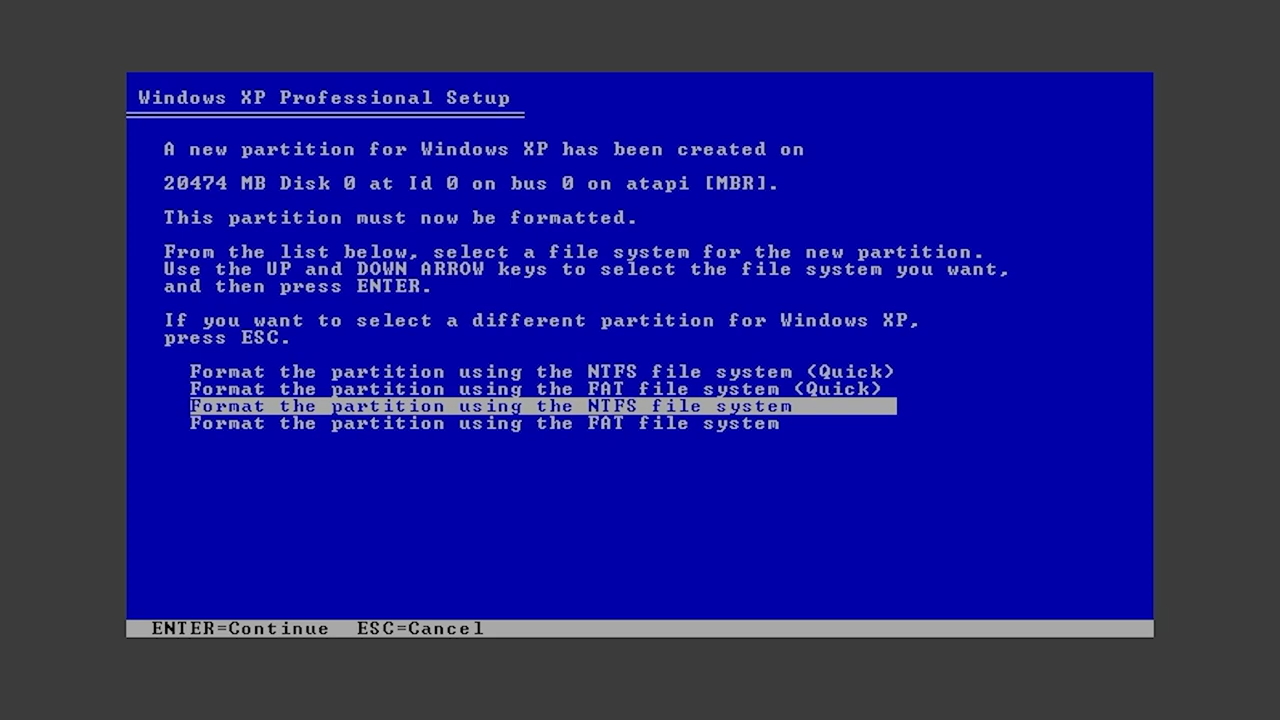 Windows XP Professional Setup
A new partition for Windows XP has been created on
20474 MB Disk 0 at Id 0 on bus 0 on atapi [MBR].
This partition must now be formatted.
From the list below, select a file system for the new partition.
Use the UP and DOWN ARROW keys to select the file system you want,
and then press ENTER.
If you want to select a different partition for Windows XP,
press ESC.
Format the partition using the NTFS file system (Quick)
Format the partition using the FAT file system (Quick)
Format the partition using the NTFS file system
Format the partition using the FAT file system
ENTER=Continue ESC=Cancel